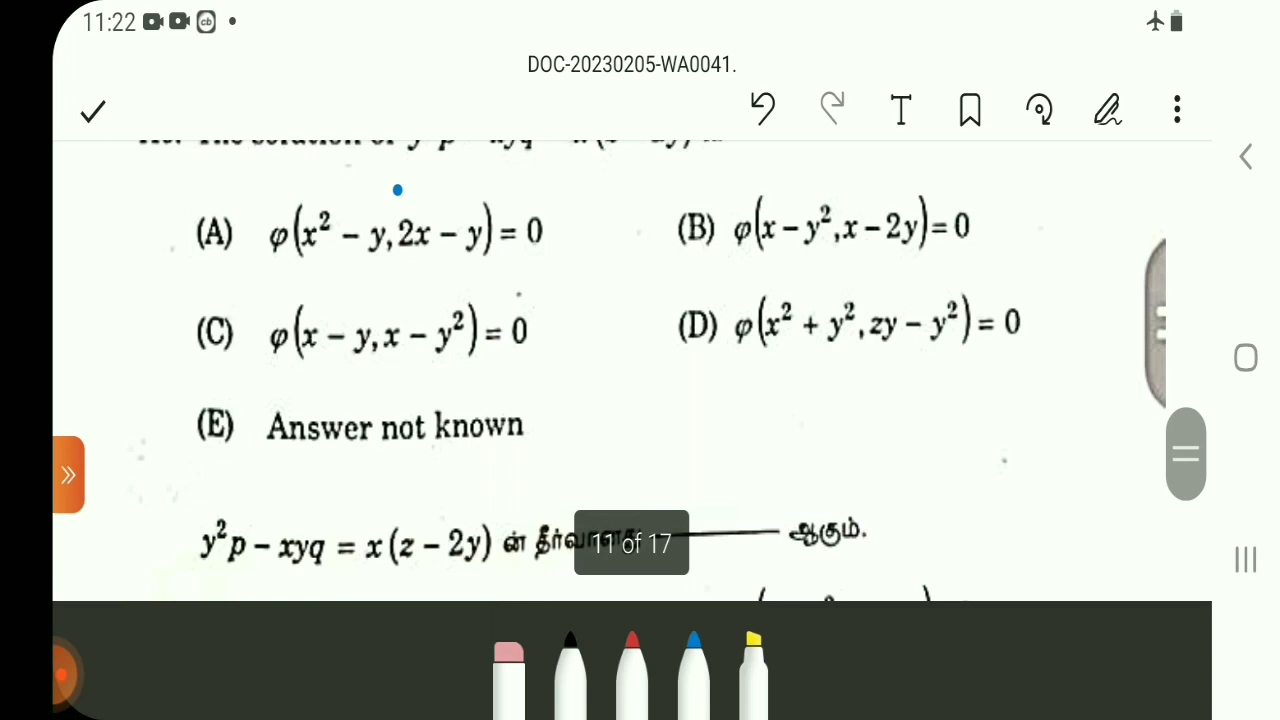 11:22
DOC-20230205-WA0041.
(A) φ(x² – y, 2x – y) = 0
(B) φ(x – y², x – 2y) = 0
(C) φ(x – y, x – y²) = 0
(D) φ(x² + y², zy – y²) = 0
(E) Answer not known
y²p – xyq = x(z – 2y) ன் ——— ஆகும்.
11 of 17